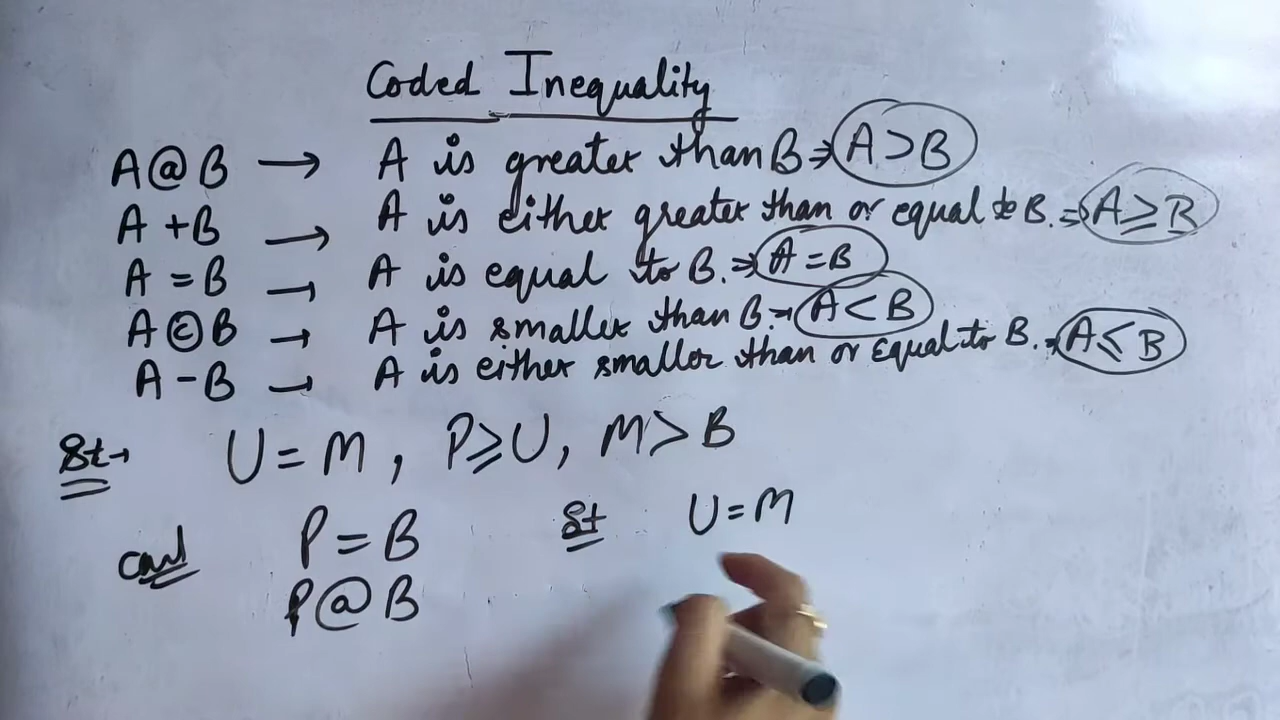 Coded Inequality
A @ B → A is greater than B ⇒ A > B
A + B → A is either greater than or equal to B. ⇒ A ≥ B
A = B → A is equal to B. ⇒ A = B
A © B → A is smaller than B. → A < B
A - B → A is either smaller than or equal to B. → A ≤ B
St → U = M, P ≥ U, M > B
P = B
P @ B
St U = M